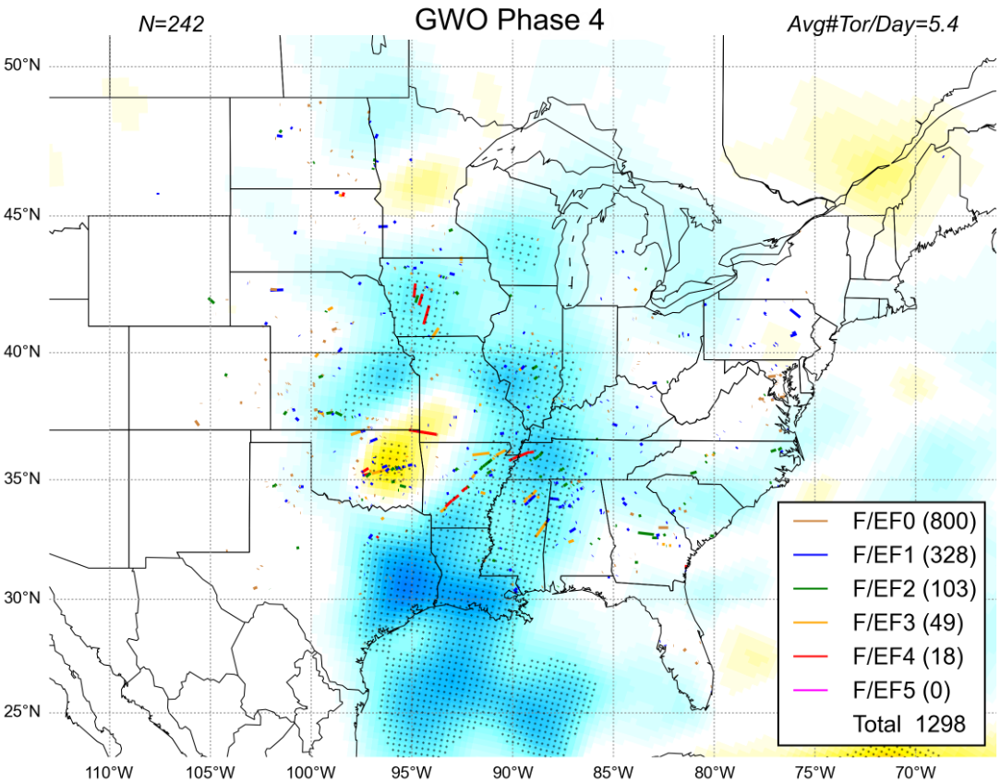 N=242 GWO Phase 4 Avg#Tor/Day=5.4
50°N
45°N
40°N
35°N
30°N
25°N
F/EF0 (800)
F/EF1 (328)
F/EF2 (103)
F/EF3 (49)
F/EF4 (18)
F/EF5 (0)
Total 1298
110°W 105°W 100°W 95°W 90°W 85°W 80°W 75°W 70°W